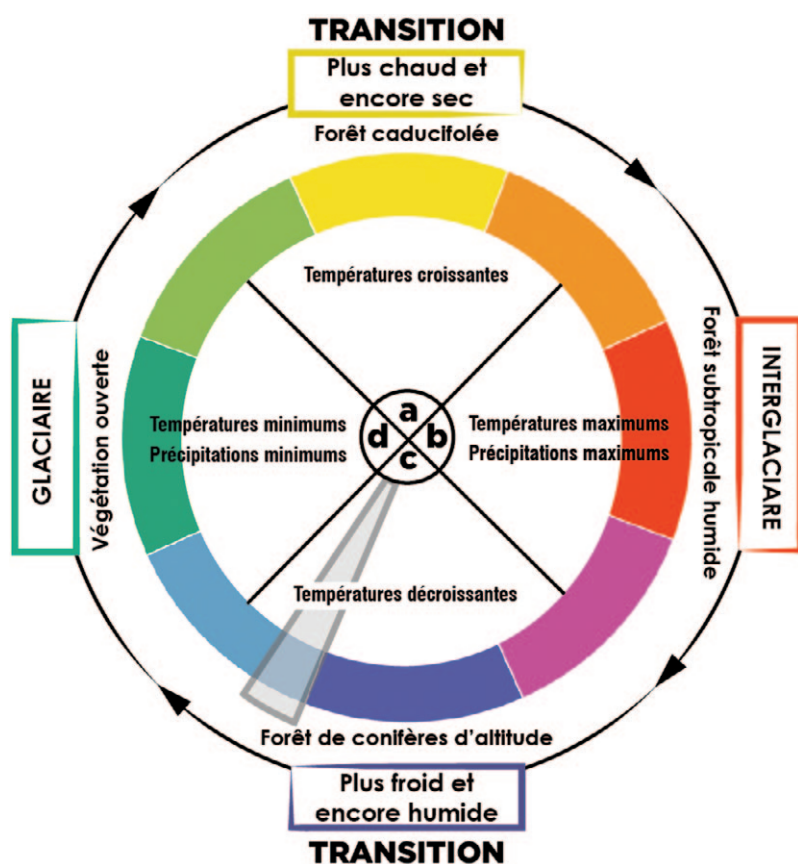 TRANSITION
Plus chaud et
encore sec
Forêt caducifolée
Températures croissantes
GLACIAIRE
Végétation ouverte
Températures minimums
Précipitations minimums
a
d
b
c
Températures maximums
Précipitations maximums
Forêt subtropicale humide
INTERGLACIARE
Températures décroissantes
Forêt de conifères d'altitude
Plus froid et
encore humide
TRANSITION